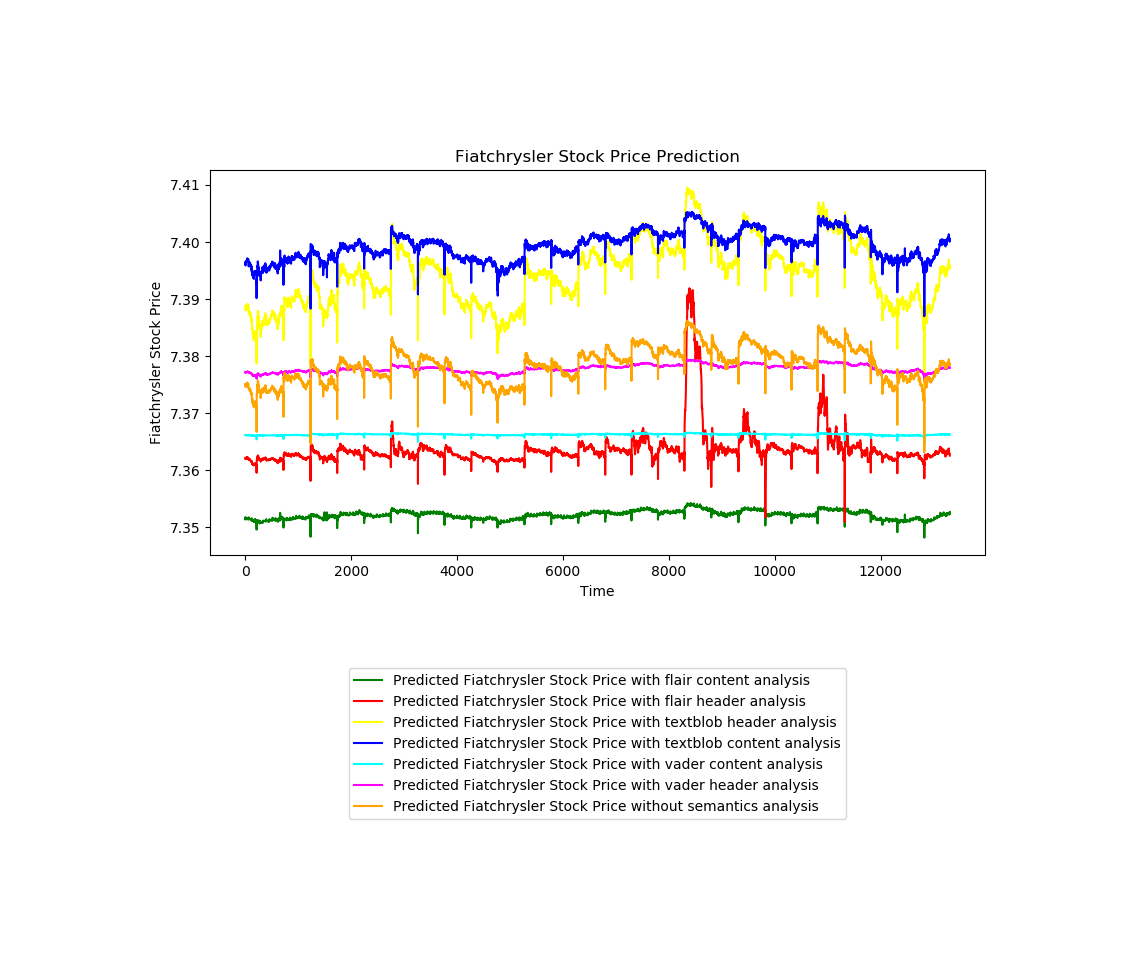 Fiatchrysler Stock Price Prediction
7.41
7.40
7.39
7.38
7.37
7.36
7.35
Fiatchrysler Stock Price
0 2000 4000 6000 8000 10000 12000
Time
Predicted Fiatchrysler Stock Price with flair content analysis
Predicted Fiatchrysler Stock Price with flair header analysis
Predicted Fiatchrysler Stock Price with textblob header analysis
Predicted Fiatchrysler Stock Price with textblob content analysis
Predicted Fiatchrysler Stock Price with vader content analysis
Predicted Fiatchrysler Stock Price with vader header analysis
Predicted Fiatchrysler Stock Price without semantics analysis